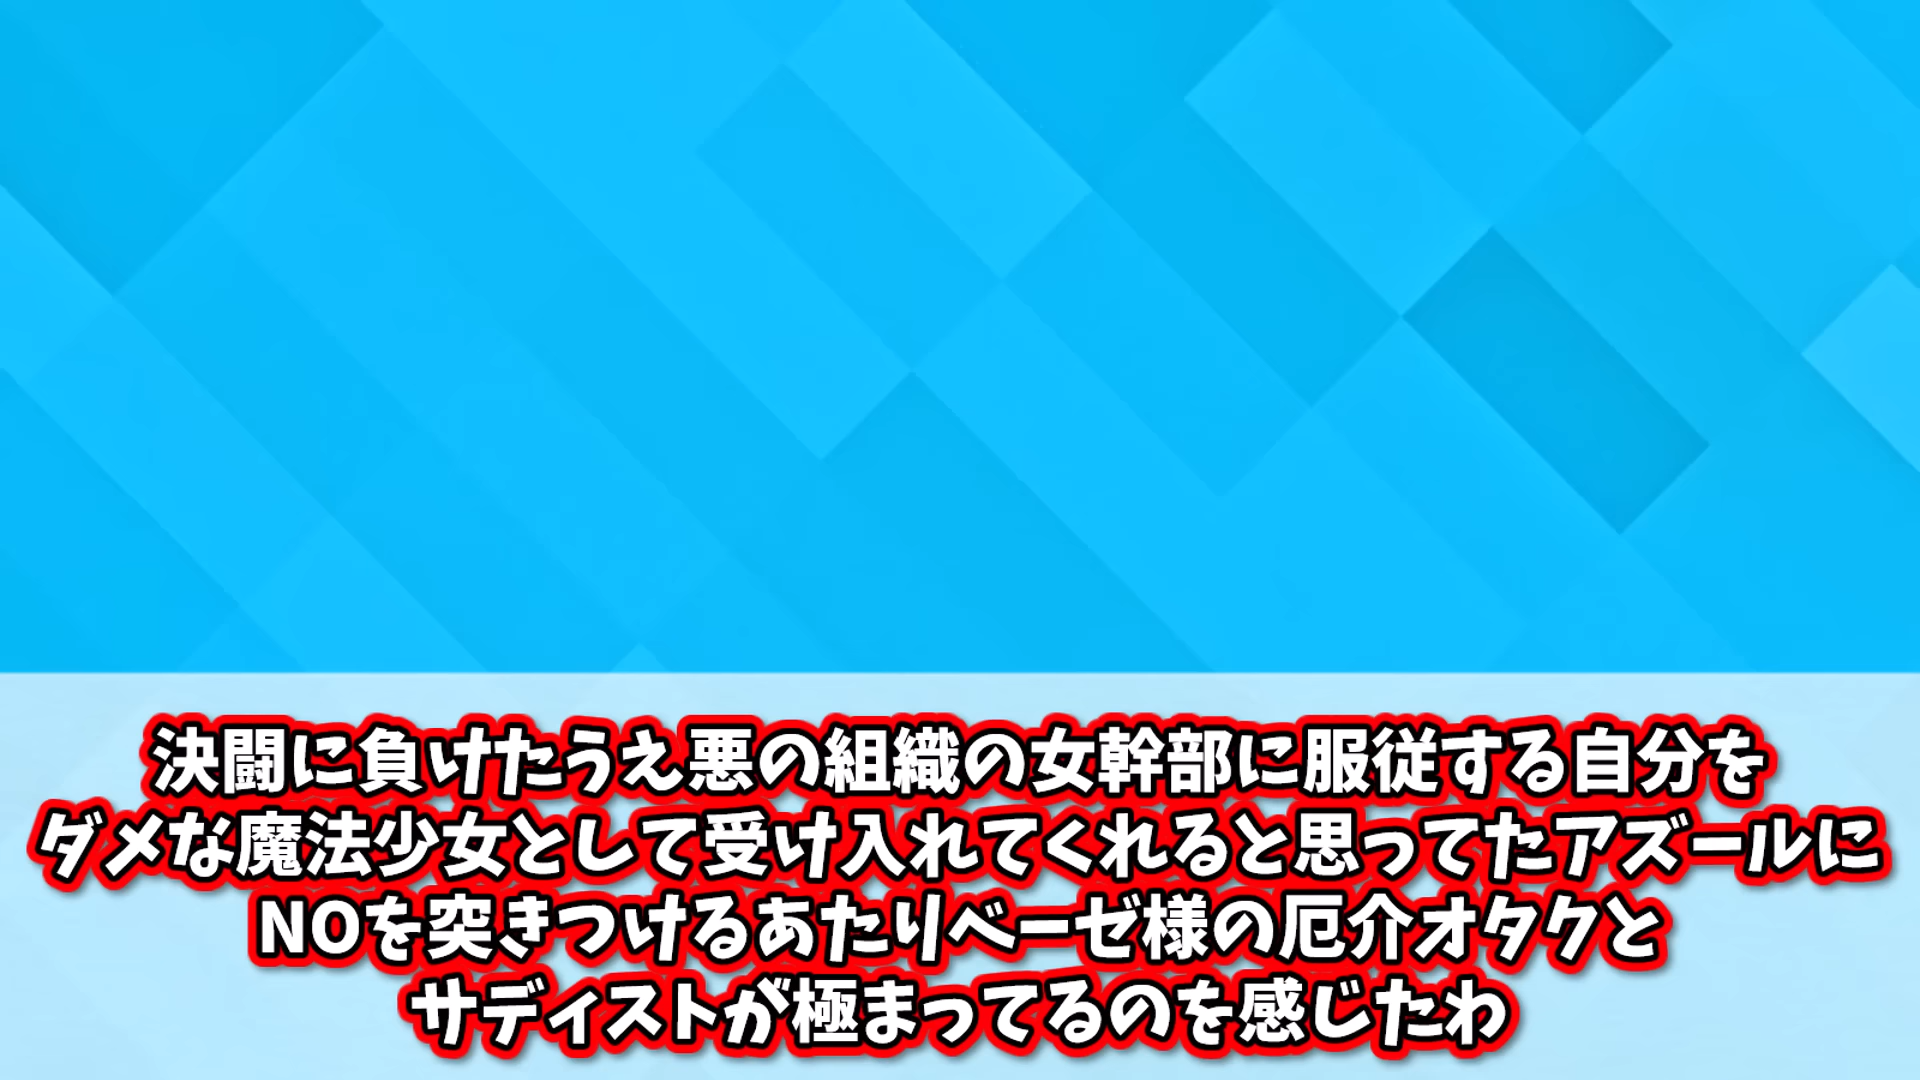 決闘に負けたうえ悪の組織の女幹部に服従する自分を
ダメな魔法少女として受け入れてくれると思ってたアズールに
NOを突きつけるあたりベーゼ様の厄介オタクと
サディストが極まってるのを感じたわ